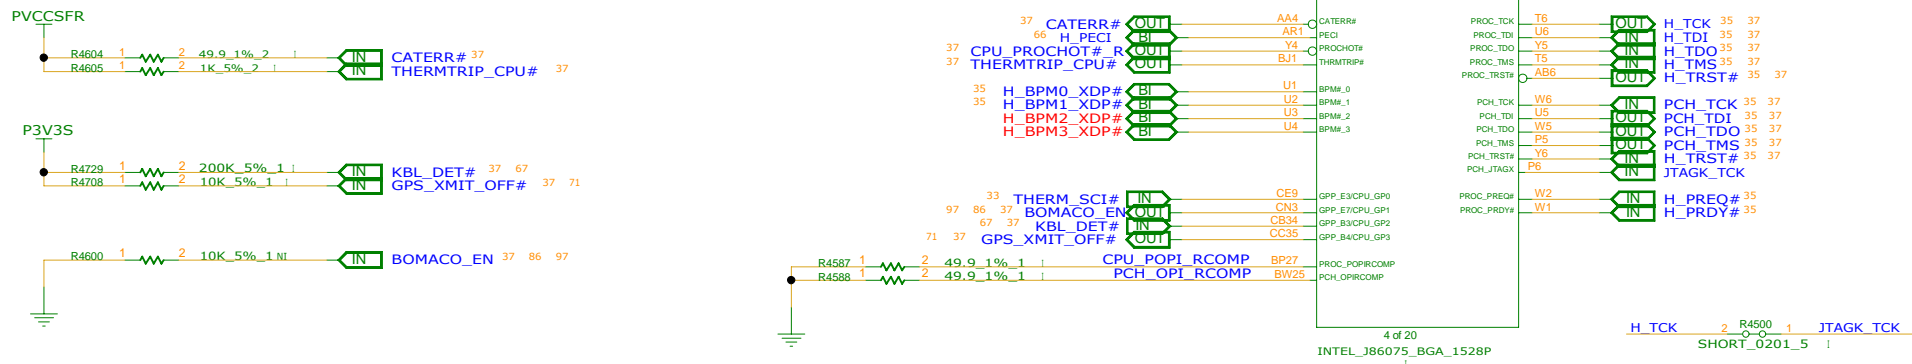 PVCCSFR
R4604 1 2 49.9_1%_2 IN CATERR# 37
R4605 1 2 1K_5%_2 IN THERMTRIP_CPU# 37
P3V3S
R4729 1 2 200K_5%_1 IN KBL_DET# 37 67
R4708 1 2 10K_5%_1 IN GPS_XMIT_OFF# 37 71
R4600 1 2 10K_5%_1 NI IN BOMACO_EN 37 86 97
37 CATERR# OUT AA4 CATERR#
66 H_PECI BI AR1 PECI
37 CPU_PROCHOT#_R OUT Y4 PROCHOT#
37 THERMTRIP_CPU# OUT BJ1 THRMTRIP#
35 H_BPM0_XDP# BI U1 BPM#_0
35 H_BPM1_XDP# BI U2 BPM#_1
H_BPM2_XDP# BI U3 BPM#_2
H_BPM3_XDP# BI U4 BPM#_3
33 THERM_SCI# IN CE9 GPP_E3/CPU_GP0
97 86 37 BOMACO_EN OUT CN3 GPP_E7/CPU_GP1
67 37 KBL_DET# IN CB34 GPP_B3/CPU_GP2
71 37 GPS_XMIT_OFF# OUT CC35 GPP_B4/CPU_GP3
R4587 1 2 49.9_1%_1 CPU_POPI_RCOMP BP27 PROC_POPIRCOMP
R4588 1 2 49.9_1%_1 PCH_OPI_RCOMP BW25 PCH_OPIRCOMP
PROC_TCK T6 OUT H_TCK 35 37
PROC_TDI U6 IN H_TDI 35 37
PROC_TDO Y5 OUT H_TDO 35 37
PROC_TMS T5 IN H_TMS 35 37
PROC_TRST# AB6 OUT H_TRST# 35 37
PCH_TCK W6 IN PCH_TCK 35 37
PCH_TDI U5 OUT PCH_TDI 35 37
PCH_TDO W5 OUT PCH_TDO 35 37
PCH_TMS P5 OUT PCH_TMS 35 37
PCH_TRST# Y6 IN H_TRST# 35 37
PCH_JTAGX P6 IN JTAGK_TCK
PROC_PREQ# W2 IN H_PREQ# 35
PROC_PRDY# W1 IN H_PRDY# 35
4 of 20
INTEL_J86075_BGA_1528P
H_TCK 2 R4500 1 JTAGK_TCK
SHORT_0201_5